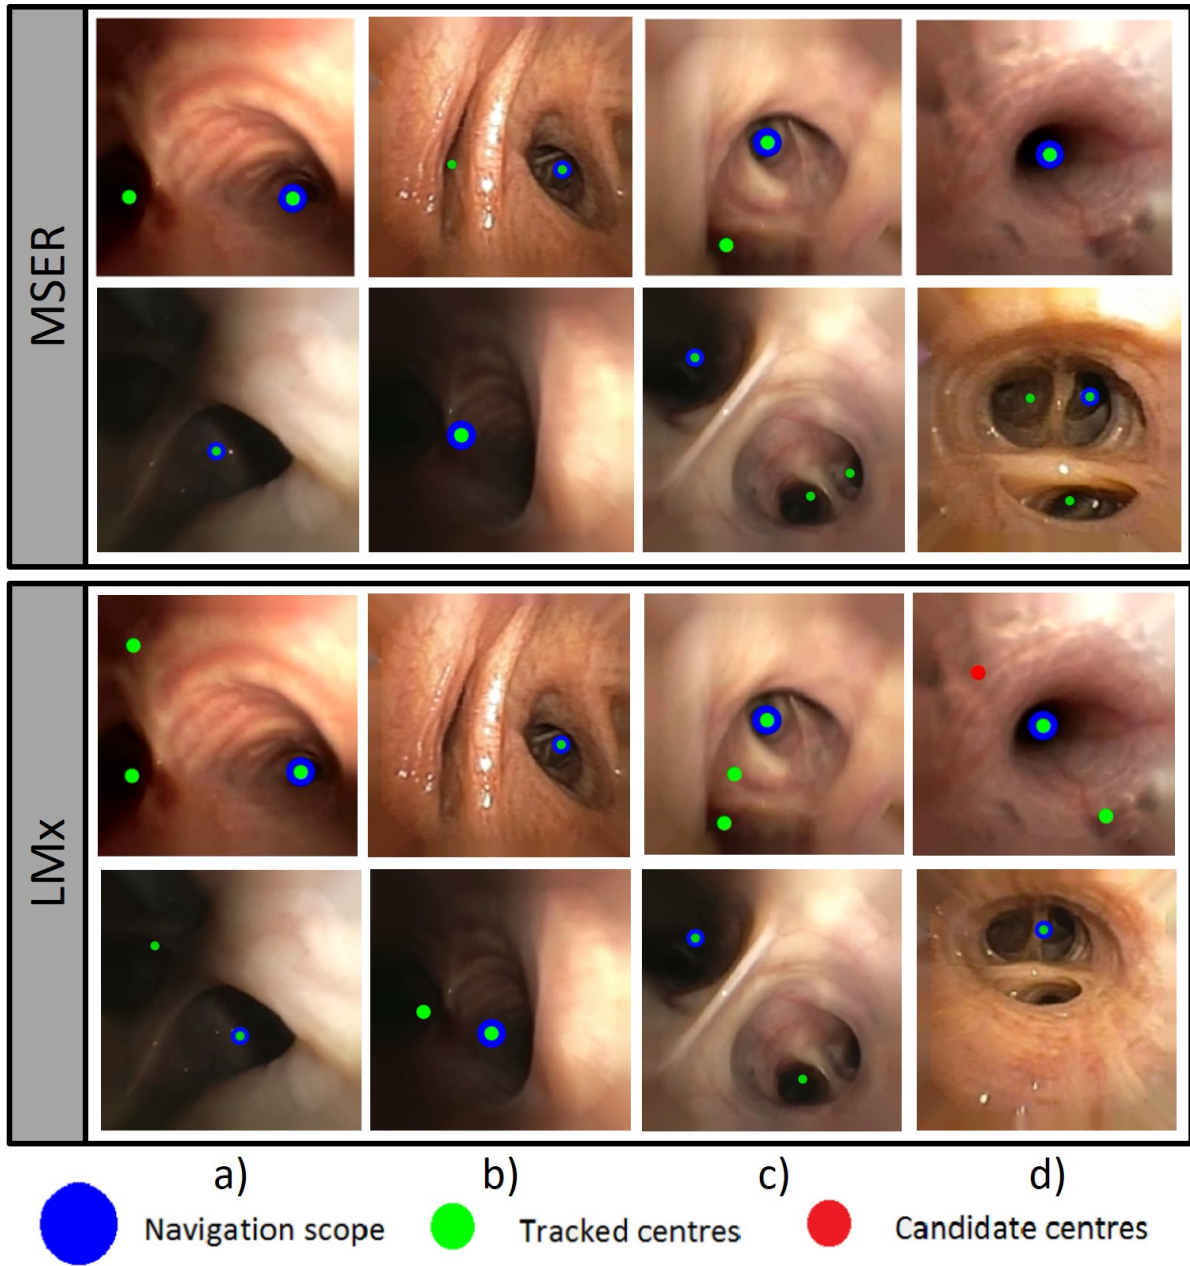 MSER
LMx
a) b) c) d)
Navigation scope Tracked centres Candidate centres